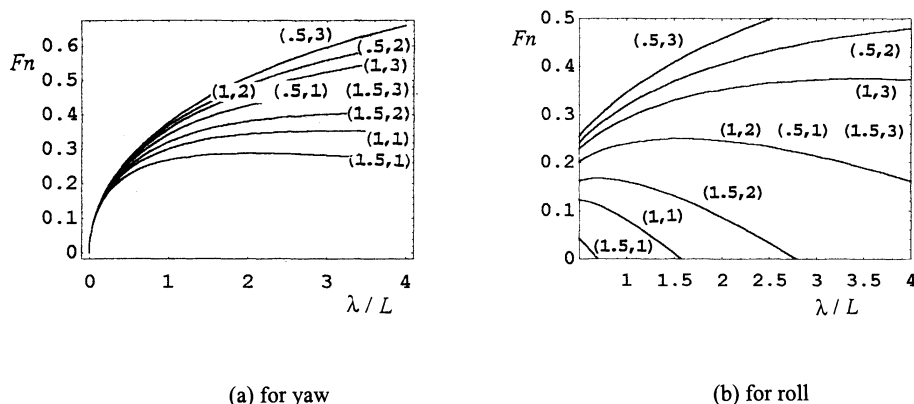 Fn
0.6
0.5
0.4
0.3
0.2
0.1
0
(.5,3)
(.5,2)
(1,3)
(1,2) (.5,1) (1.5,3)
(1.5,2)
(1,1)
(1.5,1)
0 1 2 3 4
λ / L
(a) for yaw
Fn
0.5
0.4
0.3
0.2
0.1
0
(.5,3)
(.5,2)
(1,3)
(1,2) (.5,1) (1.5,3)
(1.5,2)
(1,1)
(1.5,1)
1 1.5 2 2.5 3 3.5 4
λ / L
(b) for roll